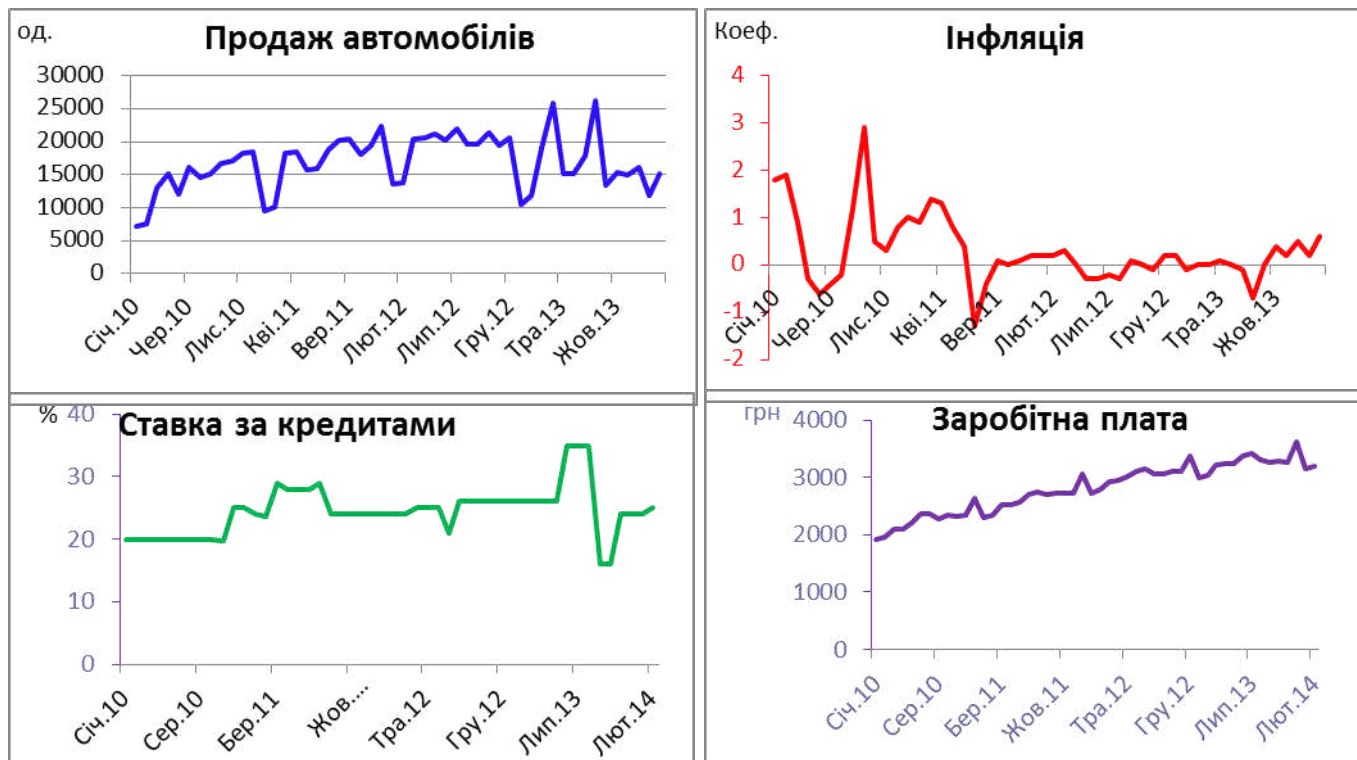 од.
Продаж автомобілів
30000
25000
20000
15000
10000
5000
0
Січ.10
Чер.10
Лис.10
Кві.11
Вер.11
Лют.12
Лип.12
Гру.12
Тра.13
Жов.13
Коеф.
Інфляція
4
3
2
1
0
-1
-2
Січ.10
Чер.10
Лис.10
Кві.11
Вер.11
Лют.12
Лип.12
Гру.12
Тра.13
Жов.13
%
Ставка за кредитами
40
30
20
10
0
Січ.10
Сер.10
Бер.11
Жов...
Тра.12
Гру.12
Лип.13
Лют.14
грн
Заробітна плата
4000
3000
2000
1000
0
Січ.10
Сер.10
Бер.11
Жов.11
Тра.12
Гру.12
Лип.13
Лют.14